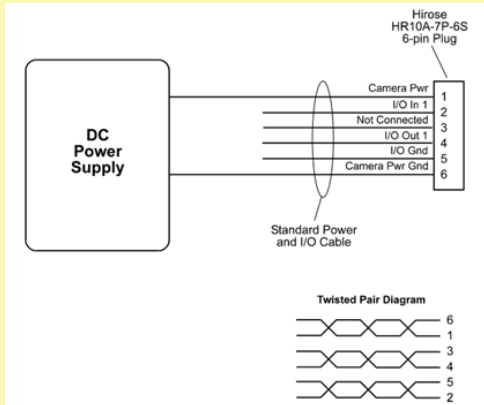 Hirose
HR10A-7P-6S
6-pin Plug
Camera Pwr
1
I/O In 1
2
Not Connected
3
I/O Out 1
4
I/O Gnd
5
Camera Pwr Gnd
6
DC
Power
Supply
Standard Power
and I/O Cable
Twisted Pair Diagram
6
1
3
4
5
2